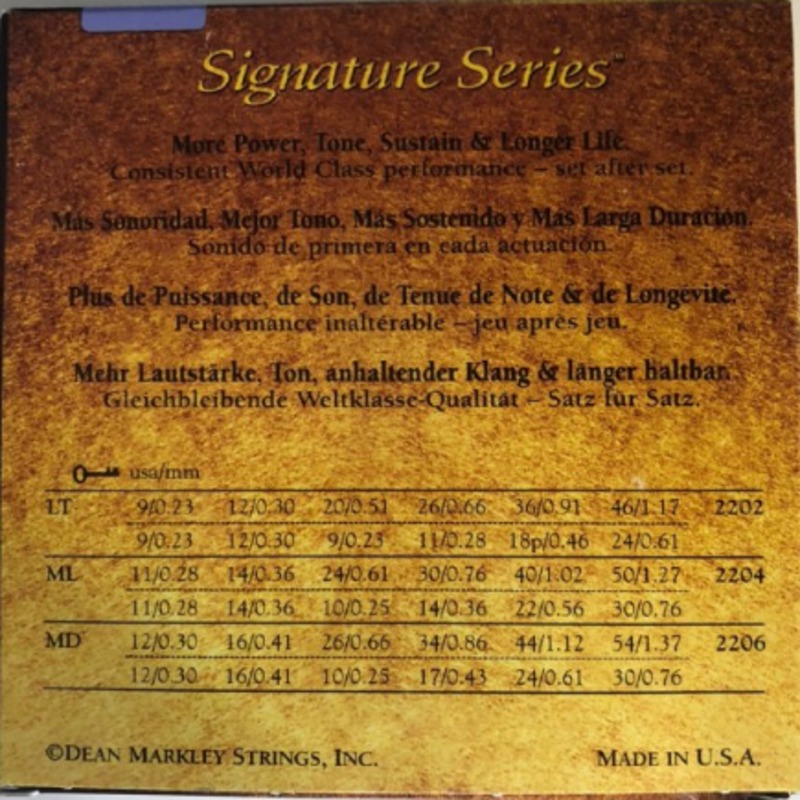 Signature Series™
More Power, Tone, Sustain & Longer Life.
Consistent World Class performance – set after set.
Más Sonoridad, Mejor Tono, Más Sostenido y Mas Larga Duración.
Sonido de primera en cada actuación.
Plus de Puissance, de Son, de Tenue de Note & de Longévité.
Performance inaltérable – jeu après jeu.
Mehr Lautstärke, Ton, anhaltender Klang & länger haltbar.
Gleichbleibende Weltklasse-Qualität – Satz für Satz.
usa/mm
LT 9/0.23 12/0.30 20/0.51 26/0.66 36/0.91 46/1.17 2202
9/0.23 12/0.30 9/0.23 11/0.28 18p/0.46 24/0.61
ML 11/0.28 14/0.36 24/0.61 30/0.76 40/1.02 50/1.27 2204
11/0.28 14/0.36 10/0.25 14/0.36 22/0.56 30/0.76
MD 12/0.30 16/0.41 26/0.66 34/0.86 44/1.12 54/1.37 2206
12/0.30 16/0.41 10/0.25 17/0.43 24/0.61 30/0.76
©DEAN MARKLEY STRINGS, INC. MADE IN U.S.A.